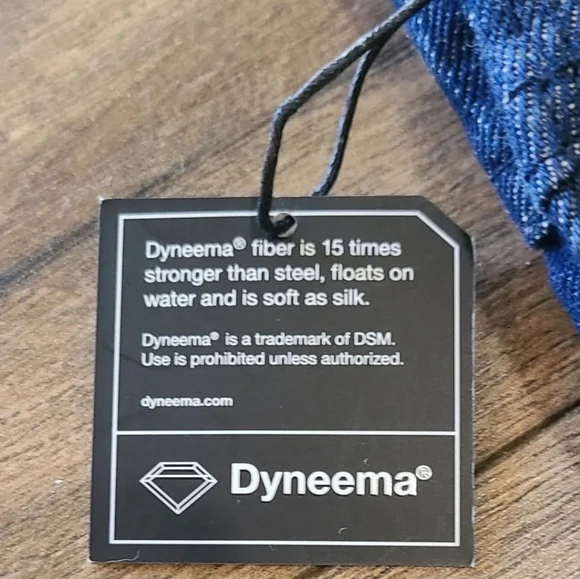 Dyneema® fiber is 15 times
stronger than steel, floats on
water and is soft as silk.
Dyneema® is a trademark of DSM.
Use is prohibited unless authorized.
dyneema.com
Dyneema®